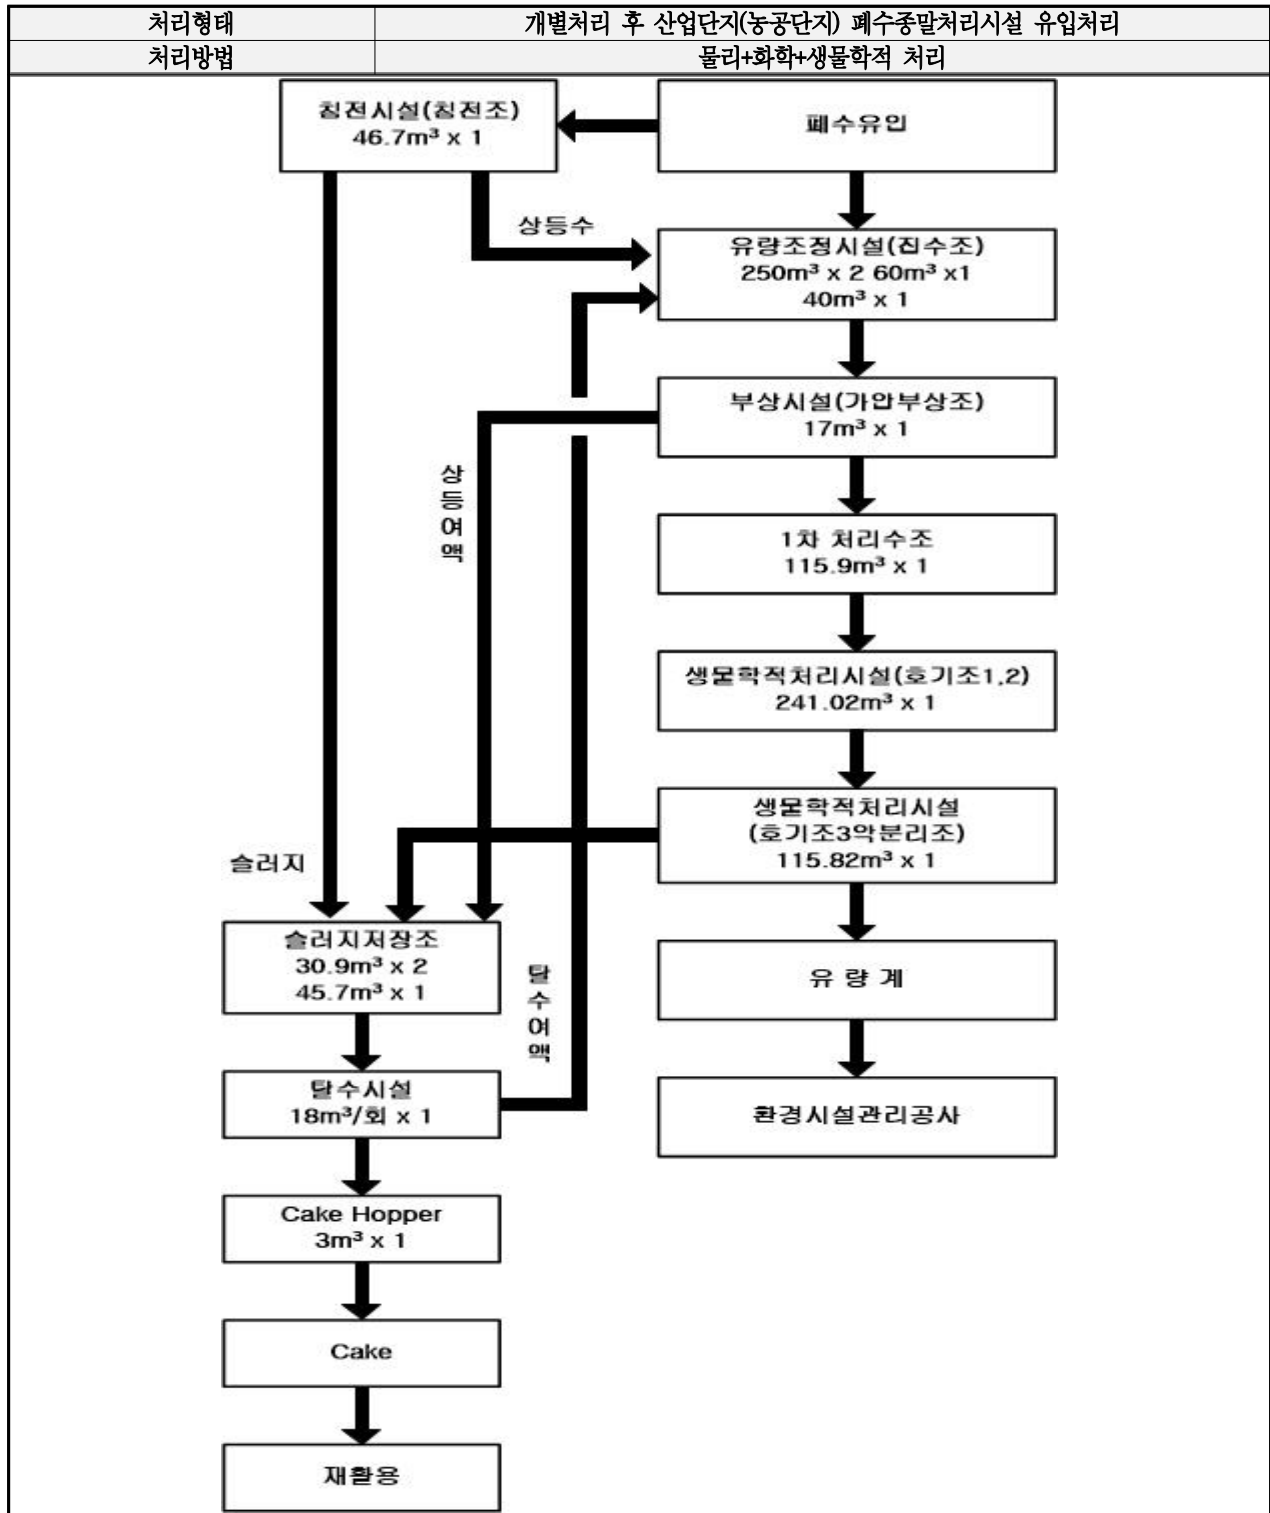 처리형태 개별처리 후 산업단지(농공단지) 폐수종말처리시설 유입처리
처리방법 물리+화학+생물학적 처리
침전시설(침전조)
46.7m³ x 1
폐수유인
상등수
유량조정시설(집수조)
250m³ x 2 60m³ x1
40m³ x 1
부상시설(가압부상조)
17m³ x 1
상등여액
1차 처리수조
115.9m³ x 1
생물학적처리시설(호기조1,2)
241.02m³ x 1
생물학적처리시설
(호기조3막분리조)
115.82m³ x 1
슬러지
슬러지저장조
30.9m³ x 2
45.7m³ x 1
탈수여액
유 량 계
탈수시설
18m³/회 x 1
환경시설관리공사
Cake Hopper
3m³ x 1
Cake
재활용